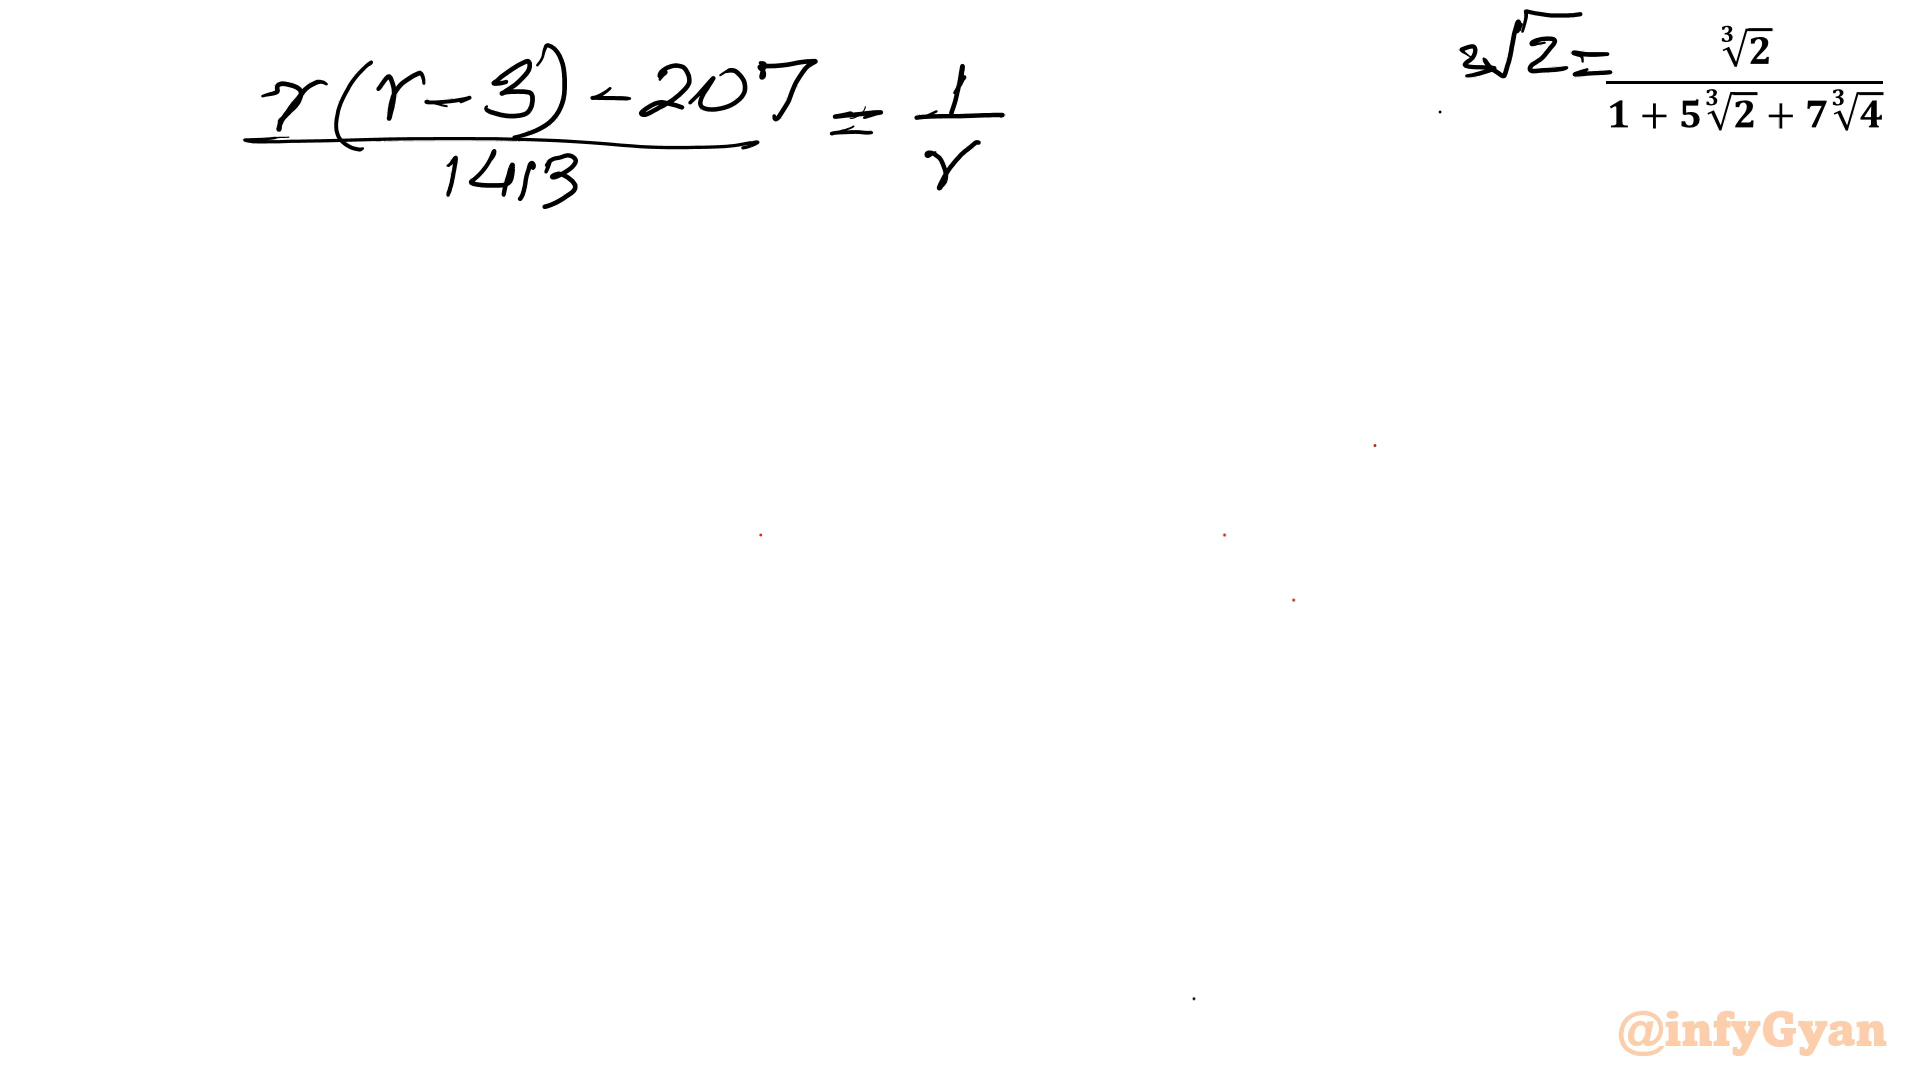 r(r-3)-207 / 1413 = 1/r
∛2 = ∛2 / (1 + 5∛2 + 7∛4)
@infyGyan